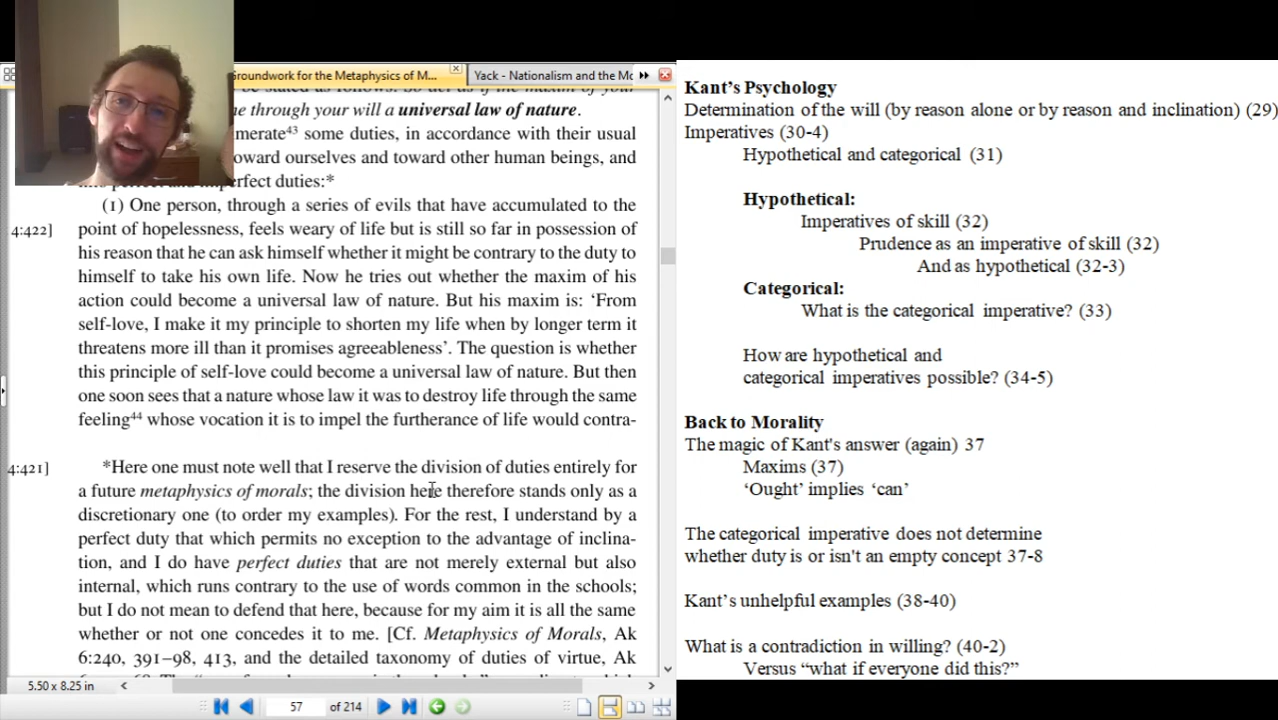 Groundwork for the Metaphysics of M...
Yack - Nationalism and the Mo
be stated as follows: So act as if the maxim of your
me through your will a universal law of nature.
merate43 some duties, in accordance with their usual
toward ourselves and toward other human beings, and
into perfect and imperfect duties:*
(1) One person, through a series of evils that have accumulated to the
4:422] point of hopelessness, feels weary of life but is still so far in possession of
his reason that he can ask himself whether it might be contrary to the duty to
himself to take his own life. Now he tries out whether the maxim of his
action could become a universal law of nature. But his maxim is: ‘From
self-love, I make it my principle to shorten my life when by longer term it
threatens more ill than it promises agreeableness’. The question is whether
this principle of self-love could become a universal law of nature. But then
one soon sees that a nature whose law it was to destroy life through the same
feeling44 whose vocation it is to impel the furtherance of life would contra-
4:421] *Here one must note well that I reserve the division of duties entirely for
a future metaphysics of morals; the division here therefore stands only as a
discretionary one (to order my examples). For the rest, I understand by a
perfect duty that which permits no exception to the advantage of inclina-
tion, and I do have perfect duties that are not merely external but also
internal, which runs contrary to the use of words common in the schools;
but I do not mean to defend that here, because for my aim it is all the same
whether or not one concedes it to me. [Cf. Metaphysics of Morals, Ak
6:240, 391–98, 413, and the detailed taxonomy of duties of virtue, Ak
5.50 x 8.25 in
57 of 214
Kant's Psychology
Determination of the will (by reason alone or by reason and inclination) (29)
Imperatives (30-4)
Hypothetical and categorical (31)
Hypothetical:
Imperatives of skill (32)
Prudence as an imperative of skill (32)
And as hypothetical (32-3)
Categorical:
What is the categorical imperative? (33)
How are hypothetical and
categorical imperatives possible? (34-5)
Back to Morality
The magic of Kant's answer (again) 37
Maxims (37)
‘Ought’ implies ‘can’
The categorical imperative does not determine
whether duty is or isn't an empty concept 37-8
Kant’s unhelpful examples (38-40)
What is a contradiction in willing? (40-2)
Versus “what if everyone did this?”